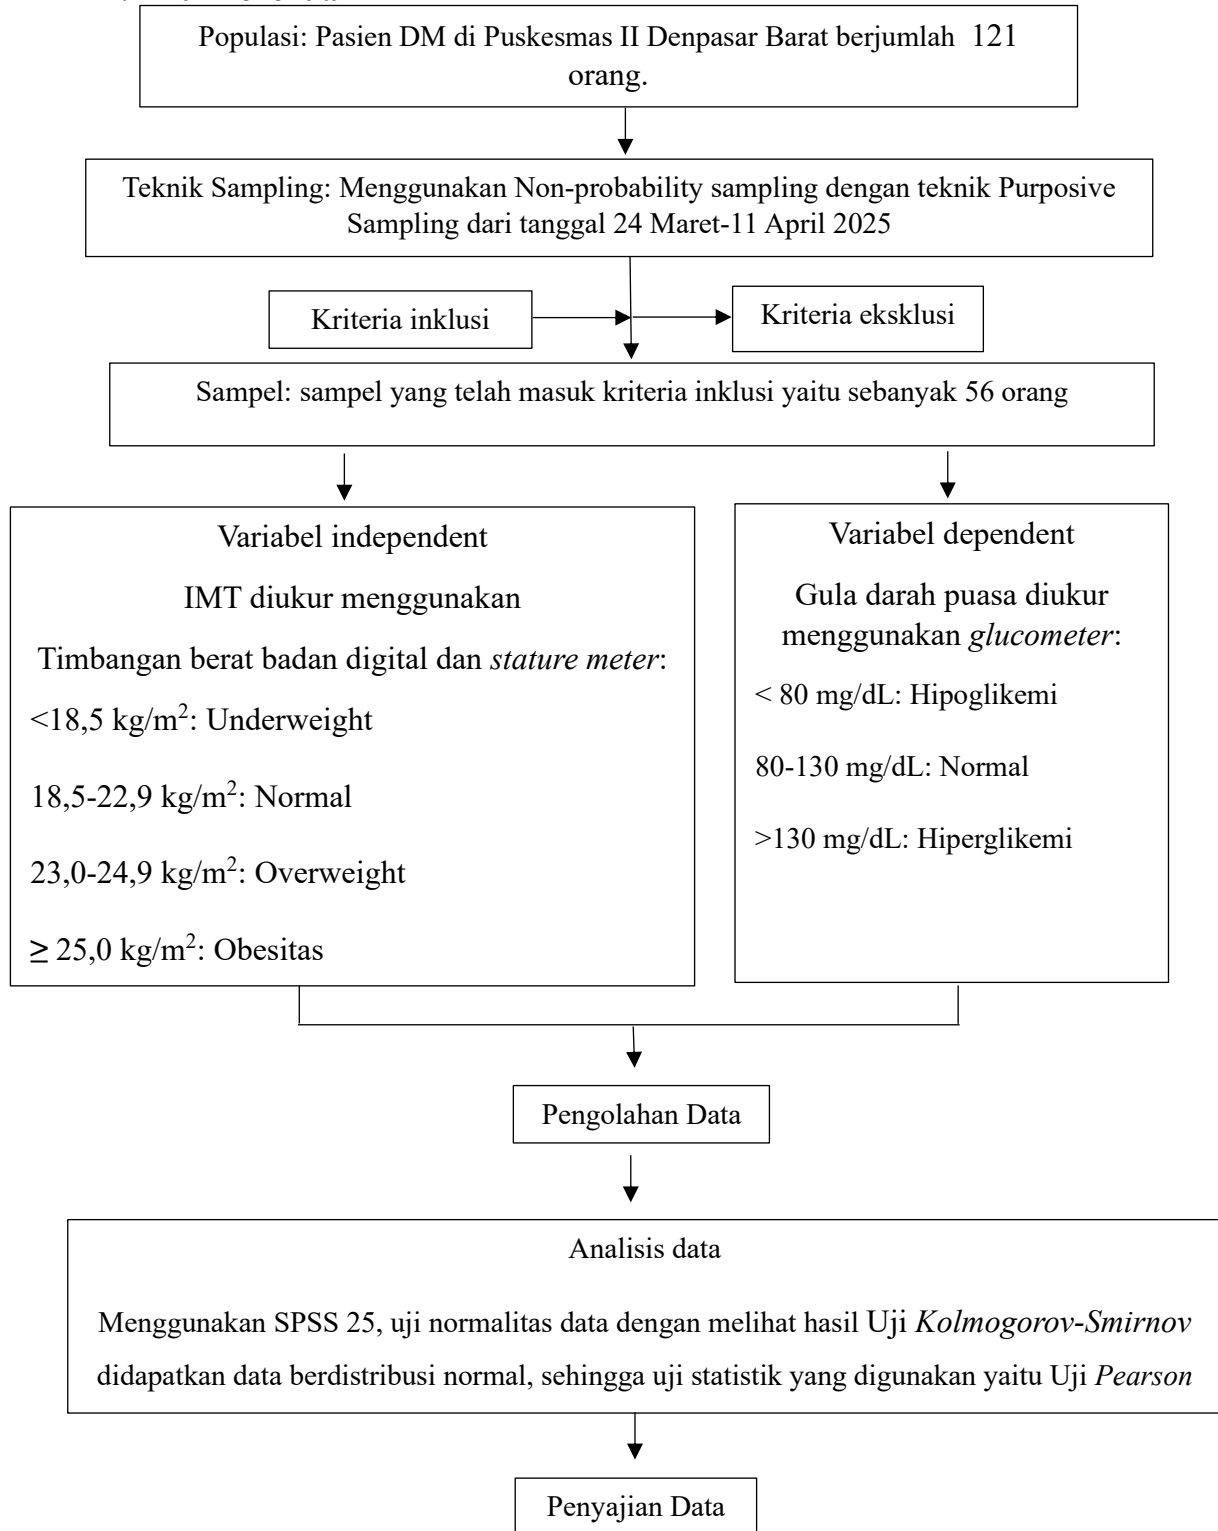 Populasi: Pasien DM di Puskesmas II Denpasar Barat berjumlah 121
orang.
Teknik Sampling: Menggunakan Non-probability sampling dengan teknik Purposive
Sampling dari tanggal 24 Maret-11 April 2025
Kriteria inklusi
Kriteria eksklusi
Sampel: sampel yang telah masuk kriteria inklusi yaitu sebanyak 56 orang
Variabel independent
IMT diukur menggunakan
Timbangan berat badan digital dan stature meter:
<18,5 kg/m²: Underweight
18,5-22,9 kg/m²: Normal
23,0-24,9 kg/m²: Overweight
≥ 25,0 kg/m²: Obesitas
Variabel dependent
Gula darah puasa diukur
menggunakan glucometer:
< 80 mg/dL: Hipoglikemi
80-130 mg/dL: Normal
>130 mg/dL: Hiperglikemi
Pengolahan Data
Analisis data
Menggunakan SPSS 25, uji normalitas data dengan melihat hasil Uji Kolmogorov-Smirnov
didapatkan data berdistribusi normal, sehingga uji statistik yang digunakan yaitu Uji Pearson
Penyajian Data